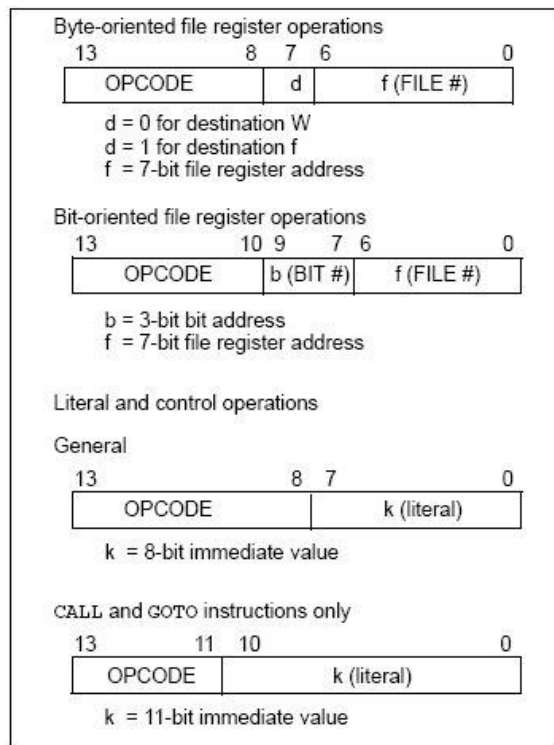 Byte-oriented file register operations
13 8 7 6 0
OPCODE d f (FILE #)
d = 0 for destination W
d = 1 for destination f
f = 7-bit file register address
Bit-oriented file register operations
13 10 9 7 6 0
OPCODE b (BIT #) f (FILE #)
b = 3-bit bit address
f = 7-bit file register address
Literal and control operations
General
13 8 7 0
OPCODE k (literal)
k = 8-bit immediate value
CALL and GOTO instructions only
13 11 10 0
OPCODE k (literal)
k = 11-bit immediate value